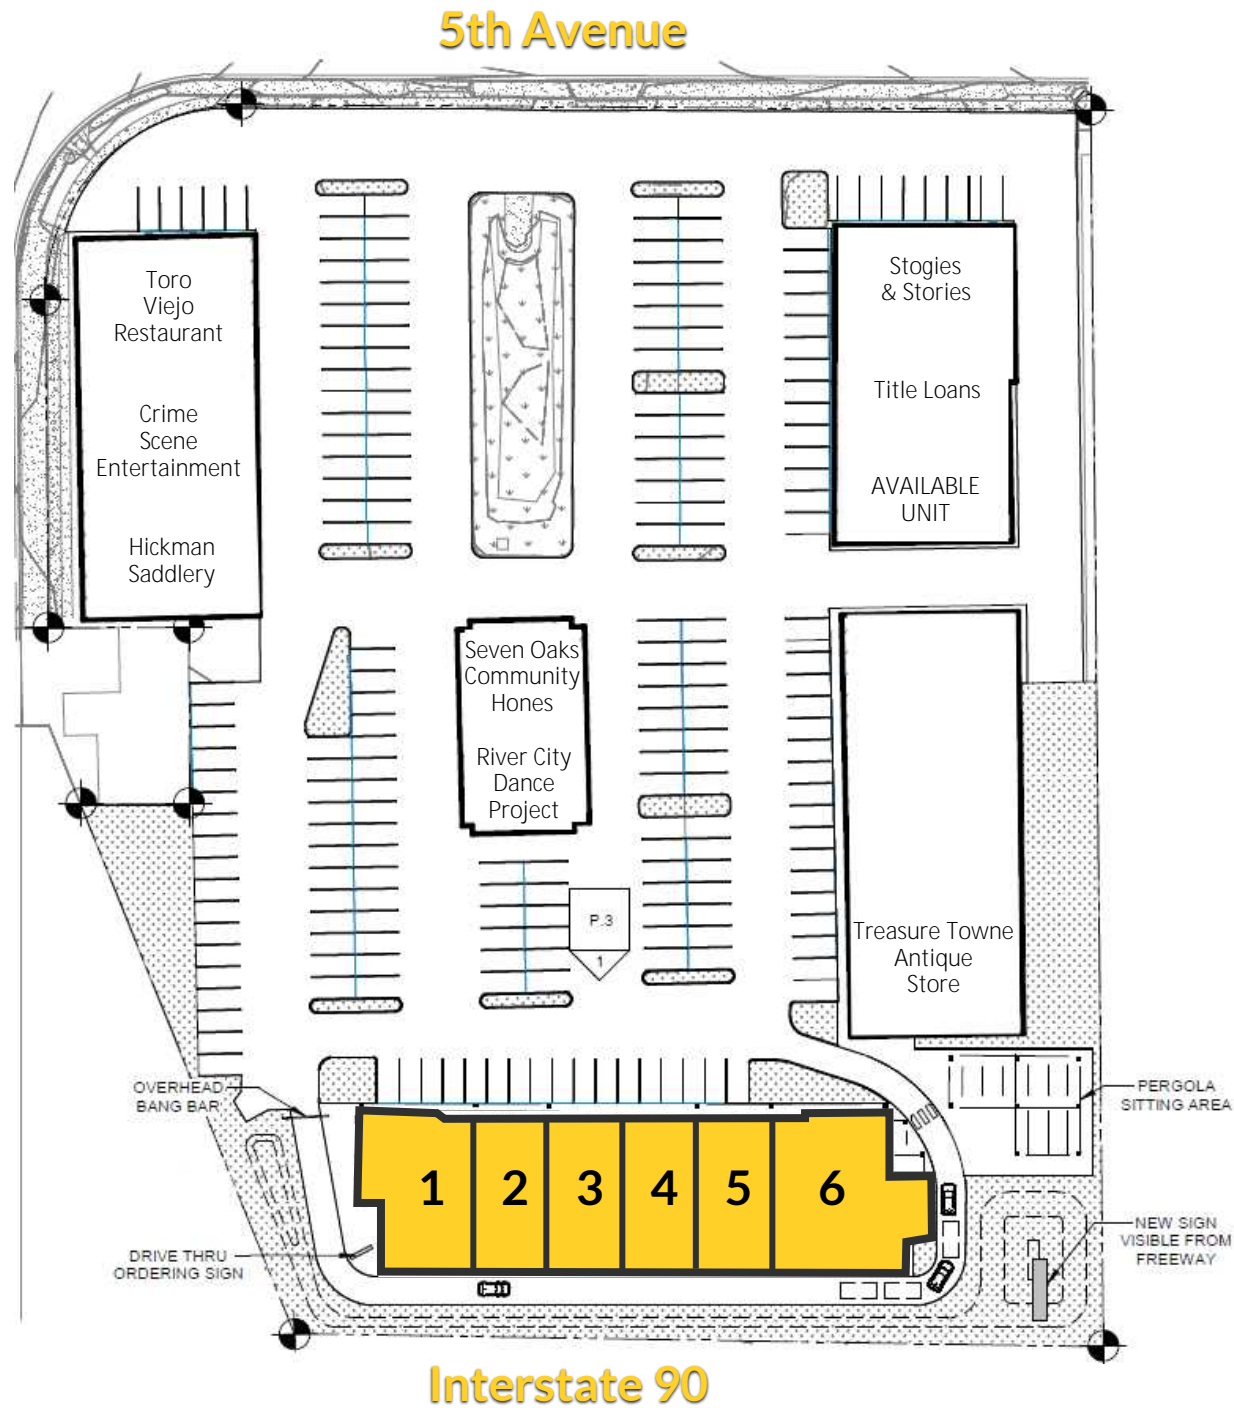 5th Avenue
Toro
Viejo
Restaurant
Crime
Scene
Entertainment
Hickman
Saddlery
Stogies
& Stories
Title Loans
AVAILABLE
UNIT
Seven Oaks
Community
Hones
River City
Dance
Project
P.3
1
Treasure Towne
Antique
Store
OVERHEAD
BANG BAR
PERGOLA
SITTING AREA
1
2
3
4
5
6
DRIVE THRU
ORDERING SIGN
NEW SIGN
VISIBLE FROM
FREEWAY
Interstate 90